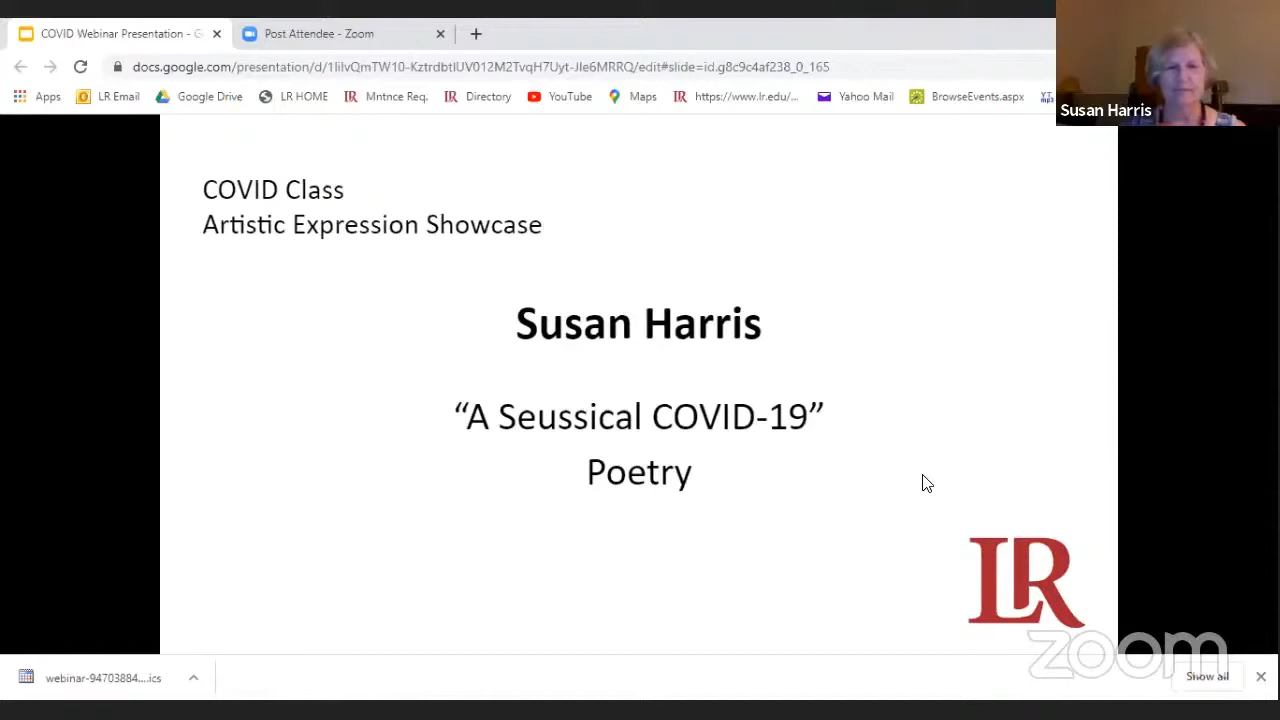 COVID Webinar Presentation - G
Post Attendee - Zoom
docs.google.com/presentation/d/1liIvQmTW10-KztrdbtIUV012M2TvqH7Uyt-JIe6MRRQ/edit#slide=id.g8c9c4af238_0_165
Apps LR Email Google Drive LR HOME Mntnce Req. Directory YouTube Maps https://www.lr.edu/... Yahoo Mail BrowseEvents.aspx
Susan Harris
COVID Class
Artistic Expression Showcase
Susan Harris
“A Seussical COVID-19”
Poetry
LR
zoom
webinar-94703884....ics
Show all